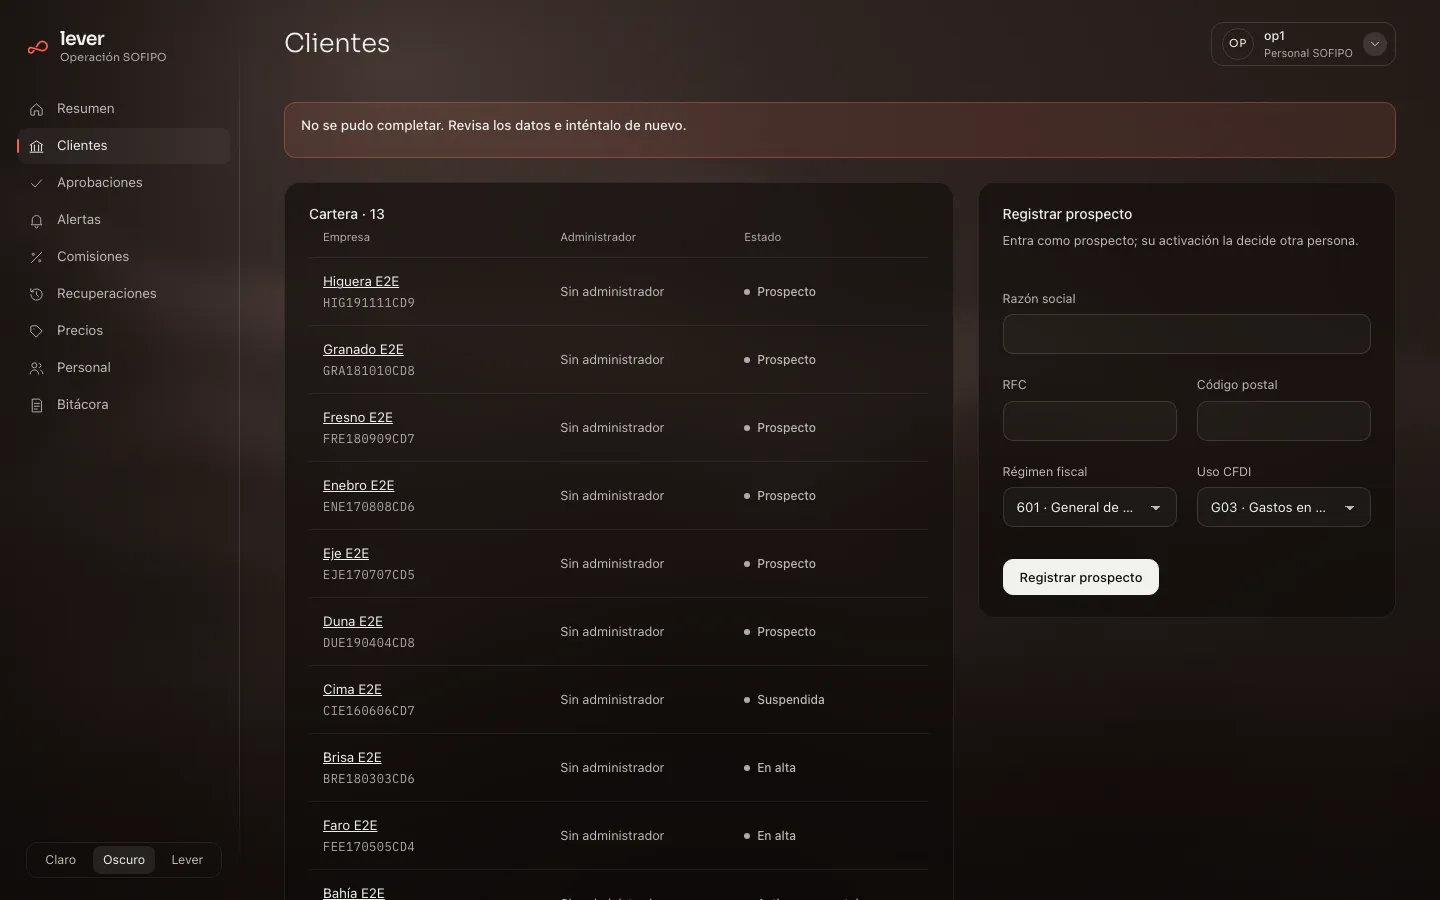 lever
Operación SOFIPO
Resumen
Clientes
Aprobaciones
Alertas
Comisiones
Recuperaciones
Precios
Personal
Bitácora
Claro
Oscuro
Lever
Clientes
OP
op1
Personal SOFIPO
No se pudo completar. Revisa los datos e inténtalo de nuevo.
Cartera · 13
Empresa Administrador Estado
Higuera E2E
HIG191111CD9
Sin administrador
Prospecto
Granado E2E
GRA181010CD8
Sin administrador
Prospecto
Fresno E2E
FRE180909CD7
Sin administrador
Prospecto
Enebro E2E
ENE170808CD6
Sin administrador
Prospecto
Eje E2E
EJE170707CD5
Sin administrador
Prospecto
Duna E2E
DUE190404CD8
Sin administrador
Prospecto
Cima E2E
CIE160606CD7
Sin administrador
Suspendida
Brisa E2E
BRE180303CD6
Sin administrador
En alta
Faro E2E
FEE170505CD4
Sin administrador
En alta
Bahía E2E
Registrar prospecto
Entra como prospecto; su activación la decide otra persona.
Razón social
RFC
Código postal
Régimen fiscal
Uso CFDI
601 · General de ...
G03 · Gastos en ...
Registrar prospecto